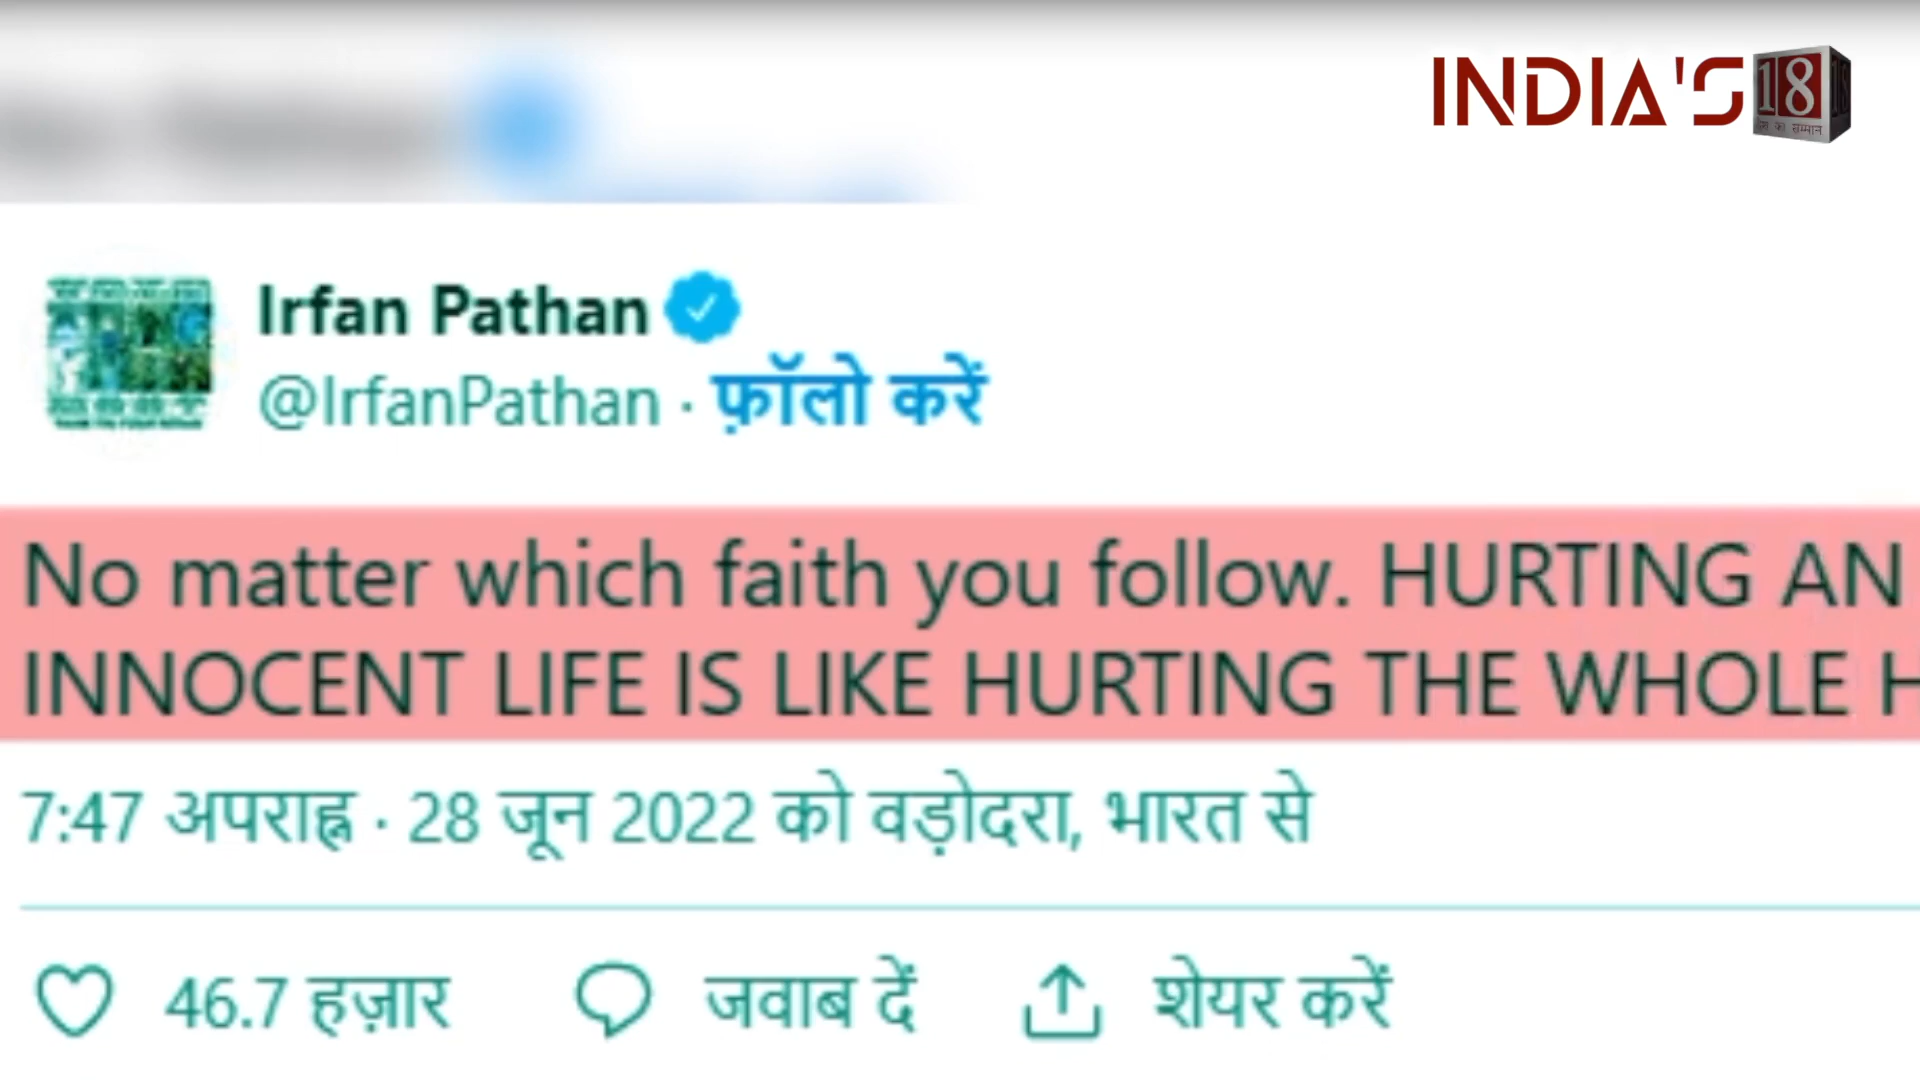 INDIA'S 18
देश का सम्मान
Irfan Pathan
@IrfanPathan · फ़ॉलो करें
No matter which faith you follow. HURTING AN
INNOCENT LIFE IS LIKE HURTING THE WHOLE H
7:47 अपराह्न · 28 जून 2022 को वड़ोदरा, भारत से
46.7 हज़ार जवाब दें शेयर करें